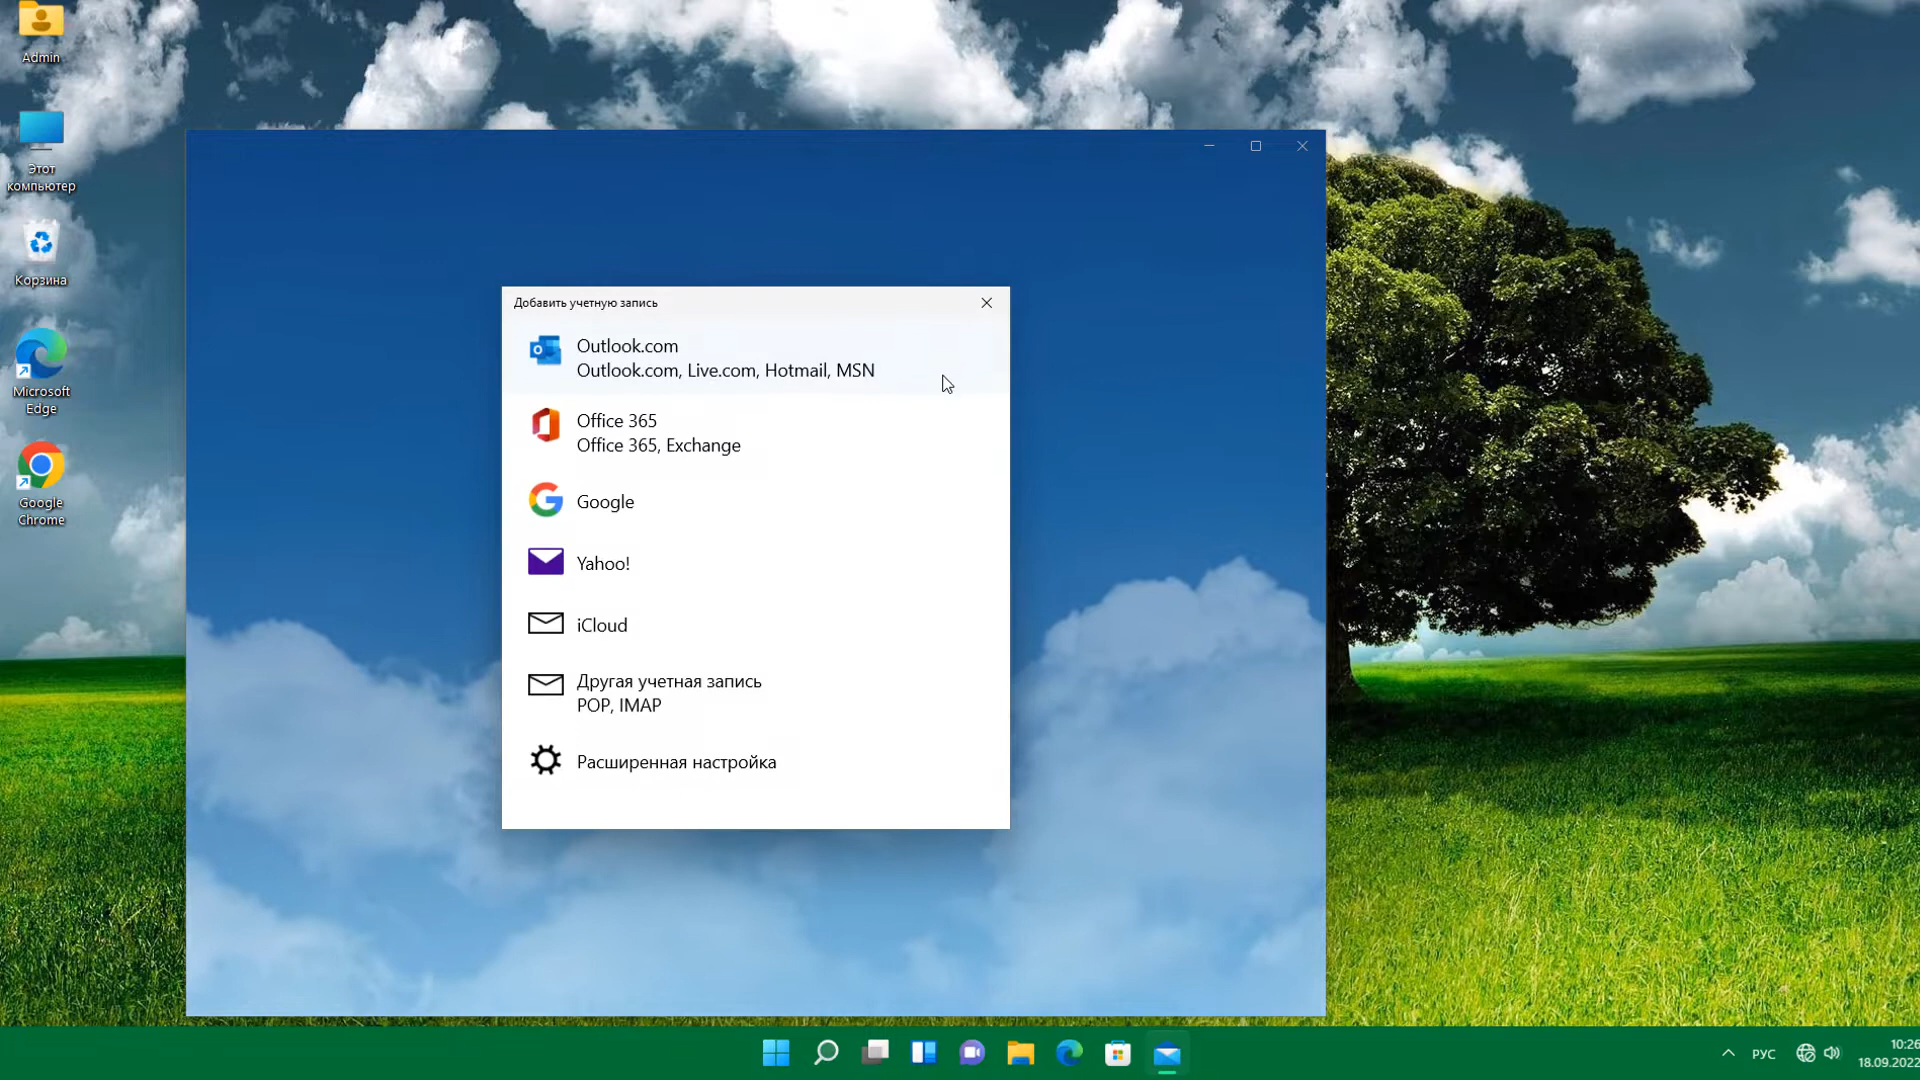 Admin
Этот
компьютер
Корзина
Microsoft
Edge
Google
Chrome
Добавить учетную запись
Outlook.com
Outlook.com, Live.com, Hotmail, MSN
Office 365
Office 365, Exchange
Google
Yahoo!
iCloud
Другая учетная запись
POP, IMAP
Расширенная настройка
РУС
10:26
18.09.2022